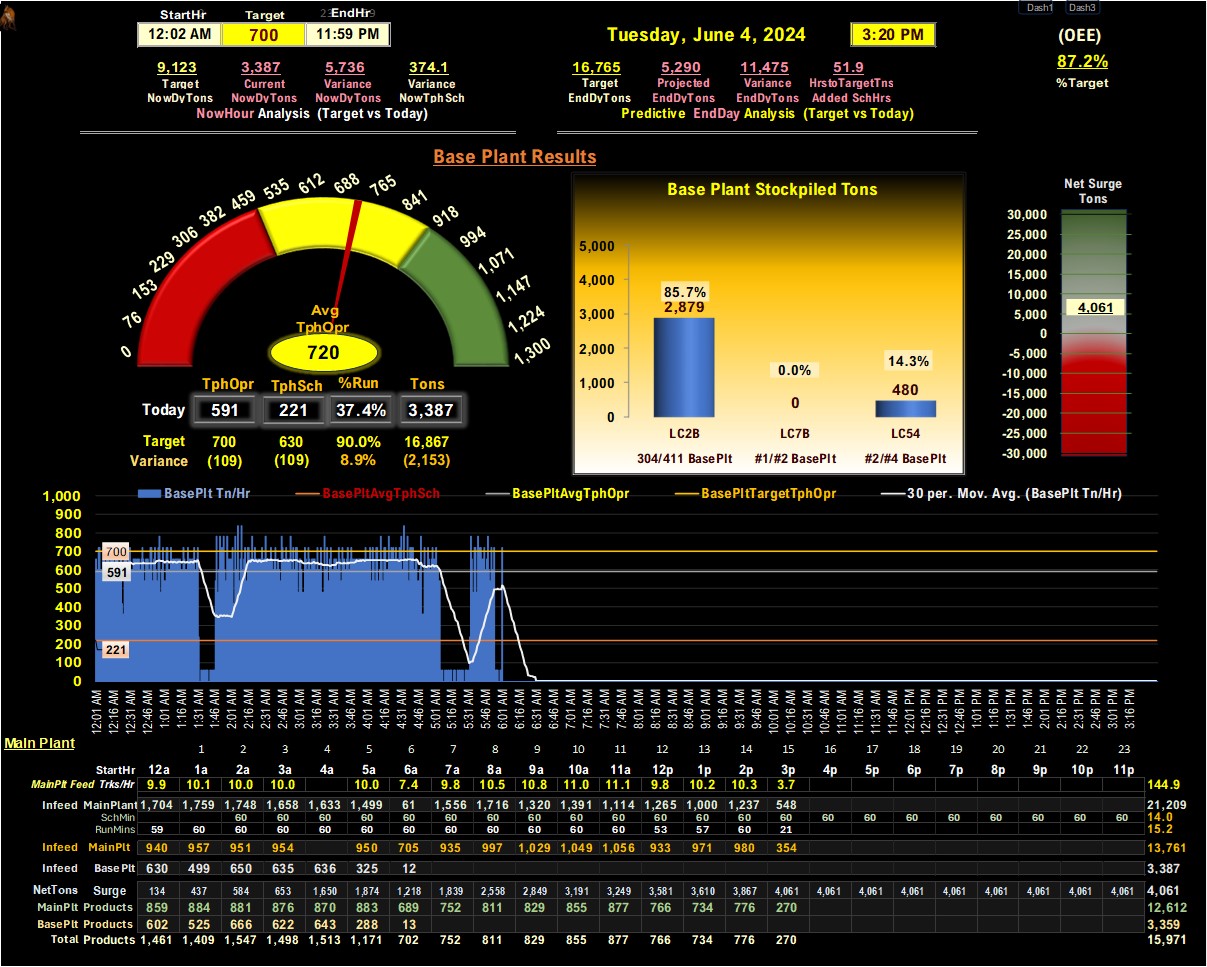 StartHr Target EndHr Dash1 Dash3
12:02 AM 700 11:59 PM Tuesday, June 4, 2024 3:20 PM (OEE)
9,123 3,387 5,736 374.1 16,765 5,290 11,475 51.9 87.2%
Target Current Variance Variance Target Projected Variance HrstoTargetTns %Target
NowDyTons NowDyTons NowDyTons NowTphSch EndDyTons EndDyTons EndDyTons Added SchHrs
NowHour Analysis (Target vs Today) Predictive EndDay Analysis (Target vs Today)
Base Plant Results
0 76 153 229 306 382 459 535 612 688 765 841 918 994 1,071 1,147 1,224 1,300
Avg
TphOpr
720
TphOpr TphSch %Run Tons
Today 591 221 37.4% 3,387
Target 700 630 90.0% 16,867
Variance (109) (109) 8.9% (2,153)
Base Plant Stockpiled Tons
5,000
4,000
3,000
2,000
1,000
0
85.7%
2,879
0.0%
0
14.3%
480
LC2B LC7B LC54
304/411 BasePlt #1/#2 BasePlt #2/#4 BasePlt
Net Surge
Tons
30,000
25,000
20,000
15,000
10,000
5,000
0
-5,000
-10,000
-15,000
-20,000
-25,000
-30,000
4,061
BasePlt Tn/Hr BasePltAvgTphSch BasePltAvgTphOpr BasePltTargetTphOpr 30 per. Mov. Avg. (BasePlt Tn/Hr)
1,000
900
800
700
600
500
400
300
200
100
0
700
591
221
12:01 AM 12:16 AM 12:31 AM 12:46 AM 1:01 AM 1:16 AM 1:31 AM 1:46 AM 2:01 AM 2:16 AM 2:31 AM 2:46 AM 3:01 AM 3:16 AM 3:31 AM 3:46 AM 4:01 AM 4:16 AM 4:31 AM 4:46 AM 5:01 AM 5:16 AM 5:31 AM 5:46 AM 6:01 AM 6:16 AM 6:31 AM 6:46 AM 7:01 AM 7:16 AM 7:31 AM 7:46 AM 8:01 AM 8:16 AM 8:31 AM 8:46 AM 9:01 AM 9:16 AM 9:31 AM 9:46 AM 10:01 AM 10:16 AM 10:31 AM 10:46 AM 11:01 AM 11:16 AM 11:31 AM 11:46 AM 12:01 PM 12:16 PM 12:31 PM 12:46 PM 1:01 PM 1:16 PM 1:31 PM 1:46 PM 2:01 PM 2:16 PM 2:31 PM 2:46 PM 3:01 PM 3:16 PM
Main Plant 1 2 3 4 5 6 7 8 9 10 11 12 13 14 15 16 17 18 19 20 21 22 23
StartHr 12a 1a 2a 3a 4a 5a 6a 7a 8a 9a 10a 11a 12p 1p 2p 3p 4p 5p 6p 7p 8p 9p 10p 11p
MainPlt Feed Trks/Hr 9.9 10.1 10.0 10.0 10.0 7.4 9.8 10.5 10.8 11.0 11.1 9.8 10.2 10.3 3.7 144.9
Infeed MainPlant 1,704 1,759 1,748 1,658 1,633 1,499 61 1,556 1,716 1,320 1,391 1,114 1,265 1,000 1,237 548 21,209
SchMin 60 60 60 60 60 60 60 60 60 60 60 60 60 60 60 60 60 60 60 60 60 60 14.0
RunMins 59 60 60 60 60 60 60 60 60 60 60 60 53 57 60 21 15.2
Infeed MainPlt 940 957 951 954 950 705 935 997 1,029 1,049 1,056 933 971 980 354 13,761
Infeed BasePlt 630 499 650 635 636 325 12 3,387
NetTons Surge 134 437 584 653 1,650 1,874 1,218 1,839 2,558 2,849 3,191 3,249 3,581 3,610 3,867 4,061 4,061 4,061 4,061 4,061 4,061 4,061 4,061 4,061 4,061
MainPlt Products 859 884 881 876 870 883 689 752 811 829 855 877 766 734 776 270 12,612
BasePlt Products 602 525 666 622 643 288 13 3,359
Total Products 1,461 1,409 1,547 1,498 1,513 1,171 702 752 811 829 855 877 766 734 776 270 15,971